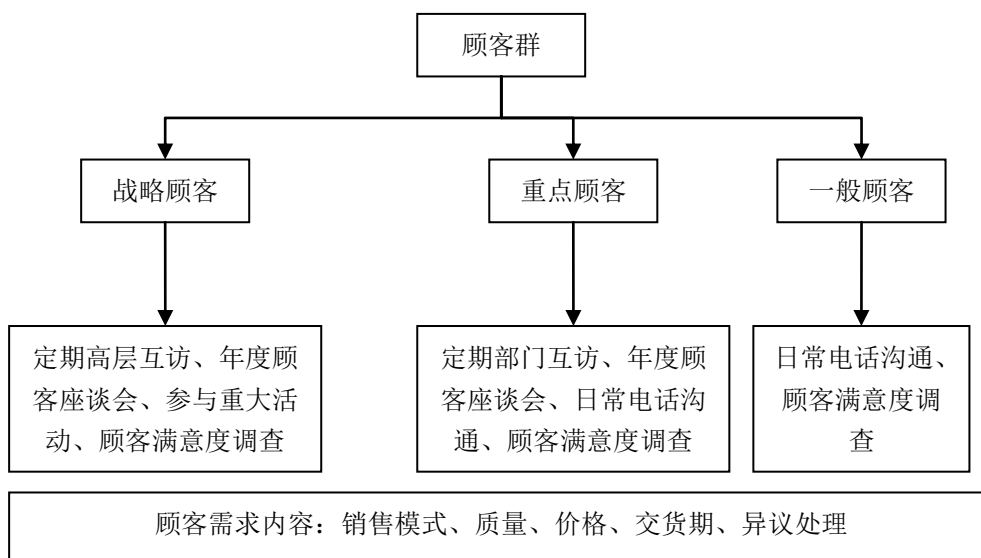 顾客群
战略顾客
重点顾客
一般顾客
定期高层互访、年度顾
客座谈会、参与重大活
动、顾客满意度调查
定期部门互访、年度顾
客座谈会、日常电话沟
通、顾客满意度调查
日常电话沟通、
顾客满意度调
查
顾客需求内容：销售模式、质量、价格、交货期、异议处理